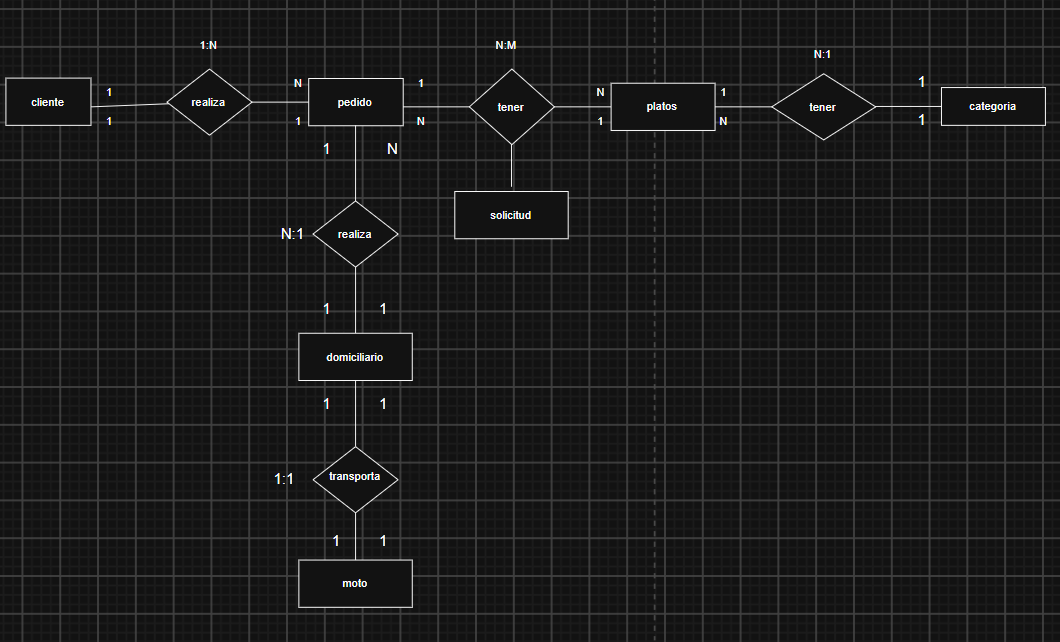 1:N
N:M
N:1
cliente
1
1
realiza
N
1
pedido
1
N
tener
N
1
platos
1
N
tener
1
1
categoria
1
N
solicitud
N:1
realiza
1
1
domiciliario
1
1
1:1
transporta
1
1
moto